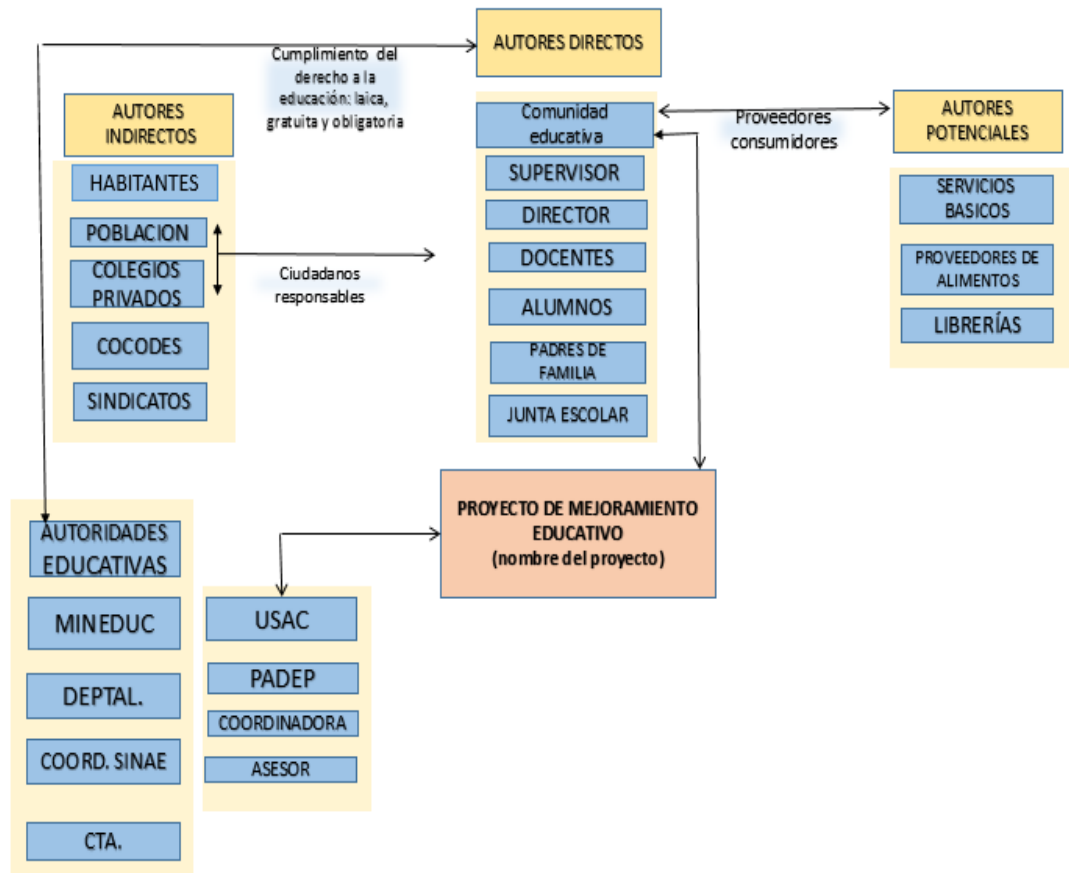 AUTORES DIRECTOS
Cumplimiento del
derecho a la
educación: laica,
gratuita y obligatoria
AUTORES
INDIRECTOS
HABITANTES
POBLACION
COLEGIOS
PRIVADOS
COCODES
SINDICATOS
Ciudadanos
responsables
Comunidad
educativa
SUPERVISOR
DIRECTOR
DOCENTES
ALUMNOS
PADRES DE
FAMILIA
JUNTA ESCOLAR
Proveedores
consumidores
AUTORES
POTENCIALES
SERVICIOS
BASICOS
PROVEEDORES DE
ALIMENTOS
LIBRERÍAS
PROYECTO DE MEJORAMIENTO
EDUCATIVO
(nombre del proyecto)
AUTORIDADES
EDUCATIVAS
MINEDUC
DEPTAL.
COORD. SINAE
CTA.
USAC
PADEP
COORDINADORA
ASESOR